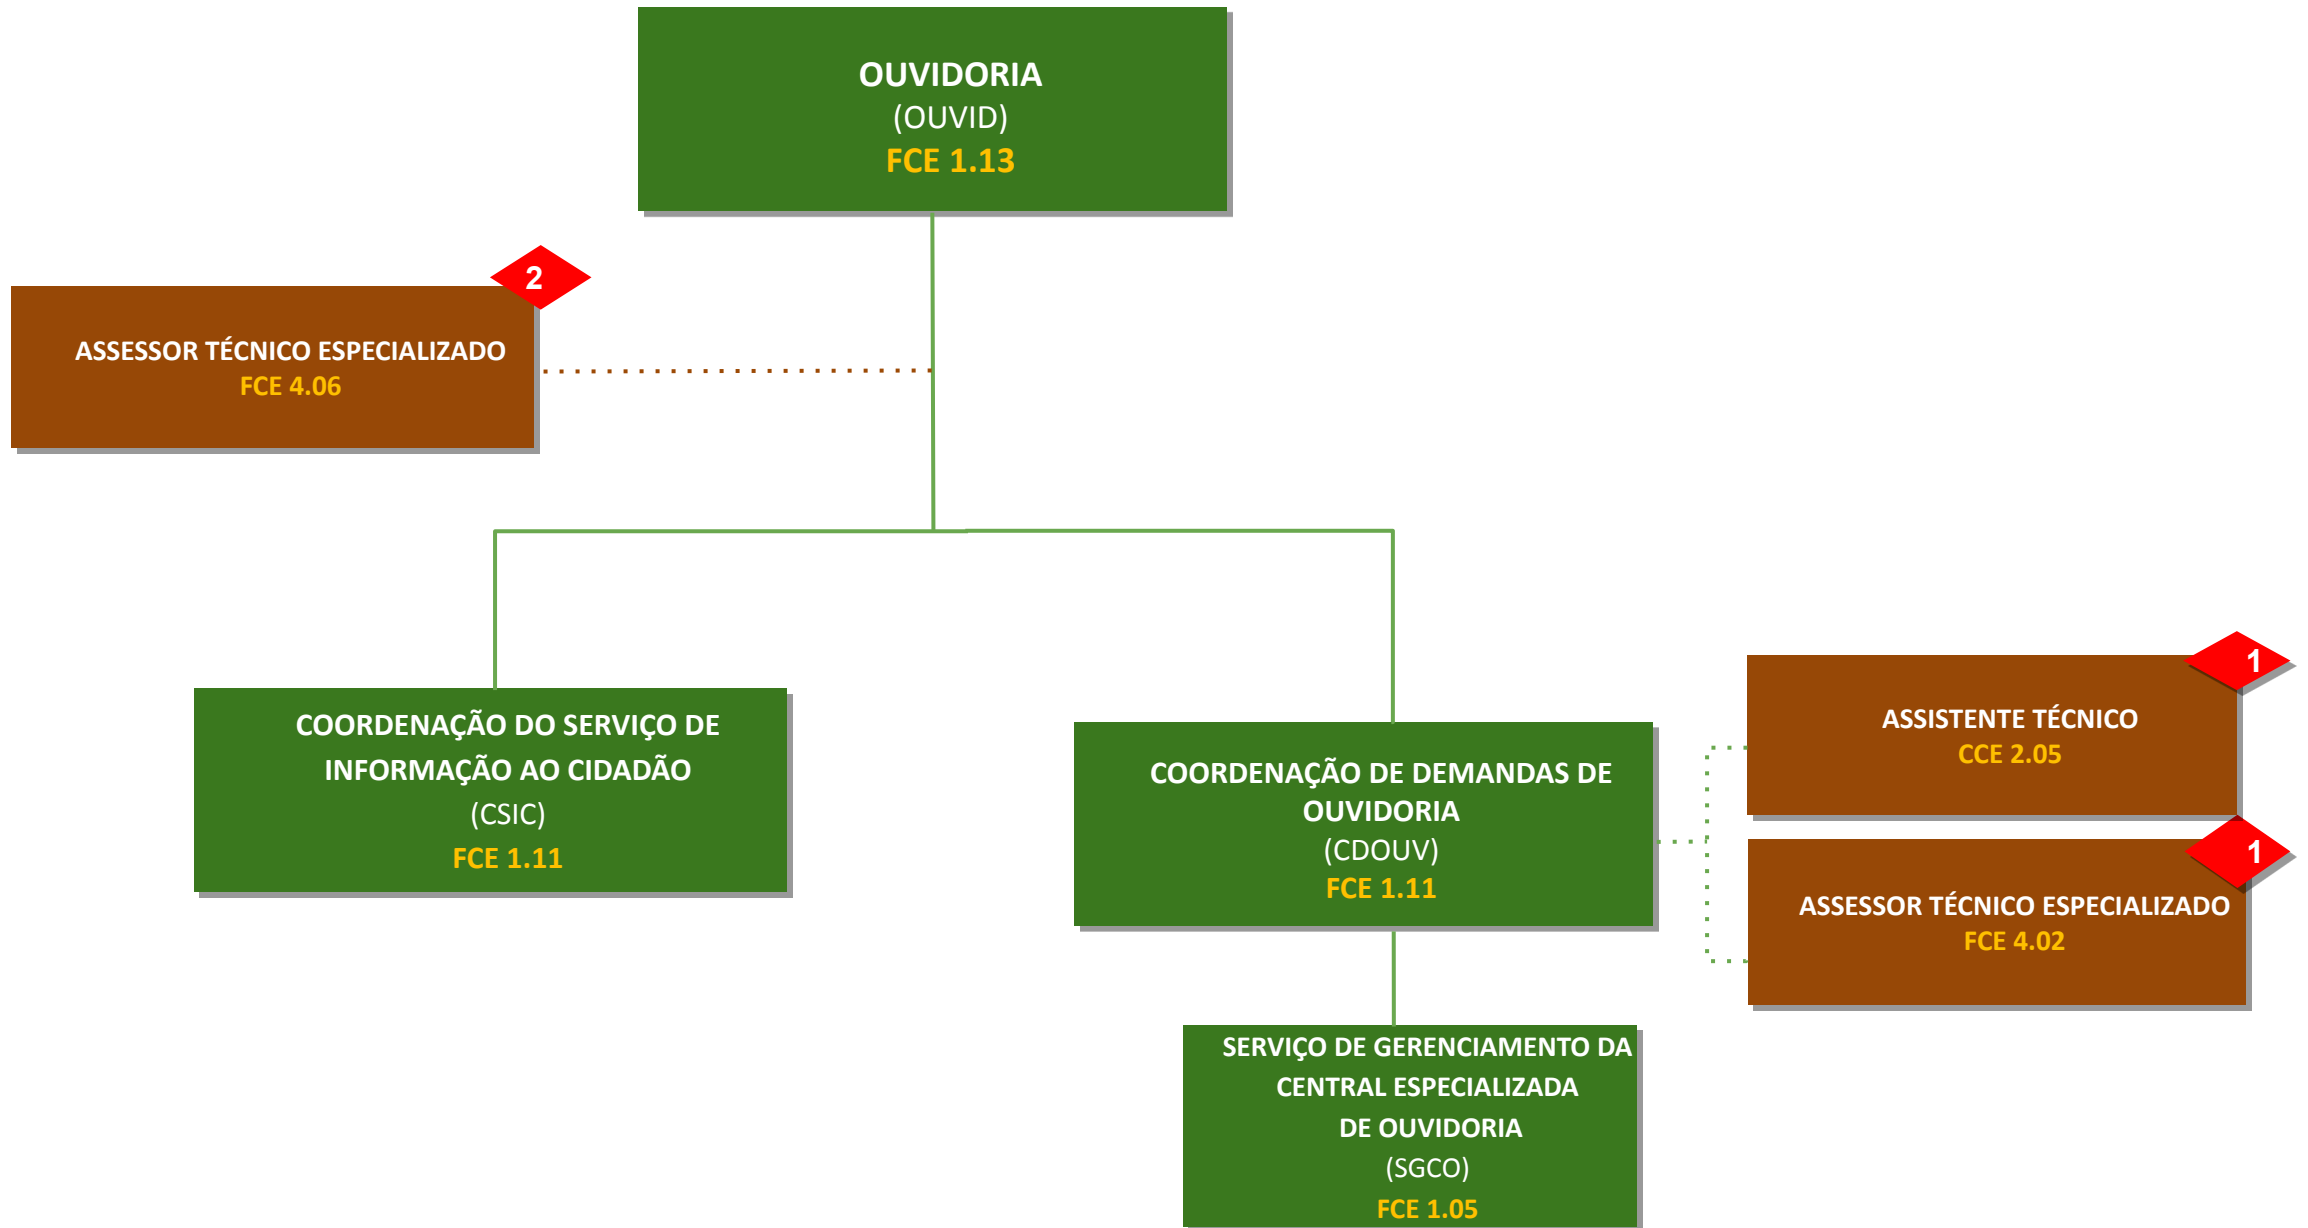 OUVIDORIA
(OUVID)
FCE 1.13
2
ASSESSOR TÉCNICO ESPECIALIZADO
FCE 4.06
COORDENAÇÃO DO SERVIÇO DE
INFORMAÇÃO AO CIDADÃO
(CSIC)
FCE 1.11
COORDENAÇÃO DE DEMANDAS DE
OUVIDORIA
(CDOUV)
FCE 1.11
1
ASSISTENTE TÉCNICO
CCE 2.05
1
ASSESSOR TÉCNICO ESPECIALIZADO
FCE 4.02
SERVIÇO DE GERENCIAMENTO DA
CENTRAL ESPECIALIZADA
DE OUVIDORIA
(SGCO)
FCE 1.05